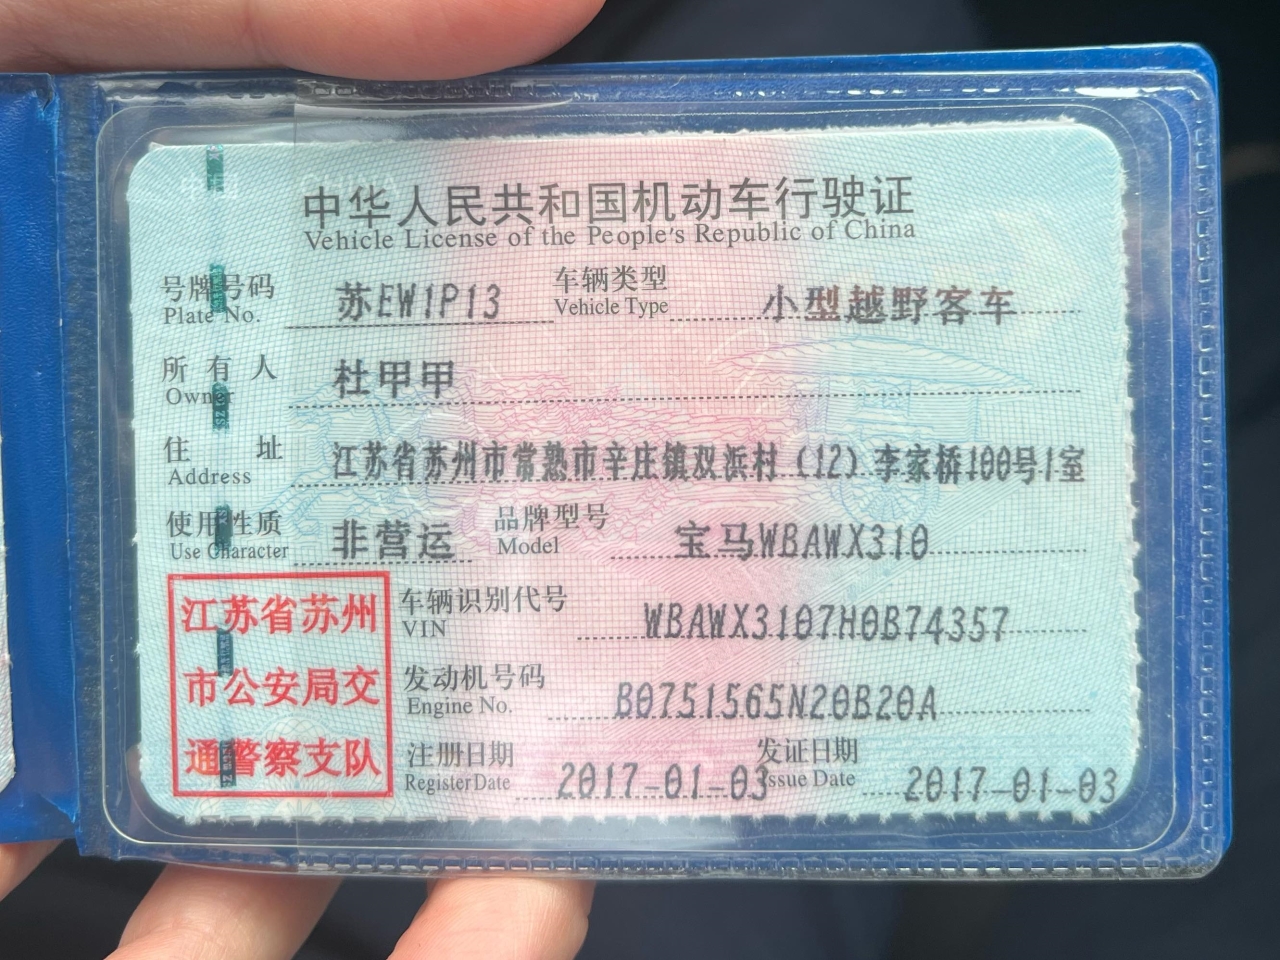 中华人民共和国机动车行驶证
Vehicle License of the People's Republic of China
号牌号码 苏EW1P13 车辆类型 小型越野客车
Plate No. Vehicle Type
所有人 杜甲甲
Owner
住址 江苏省苏州市常熟市辛庄镇双浜村（12）李家桥100号1室
Address
使用性质 非营运 品牌型号 宝马WBAWX310
Use Character Model
江苏省苏州
市公安局交
通警察支队
车辆识别代号 WBAWX3107H0B74357
VIN
发动机号码 B0751565N20B20A
Engine No.
注册日期 2017-01-03 发证日期 2017-01-03
Register Date Issue Date